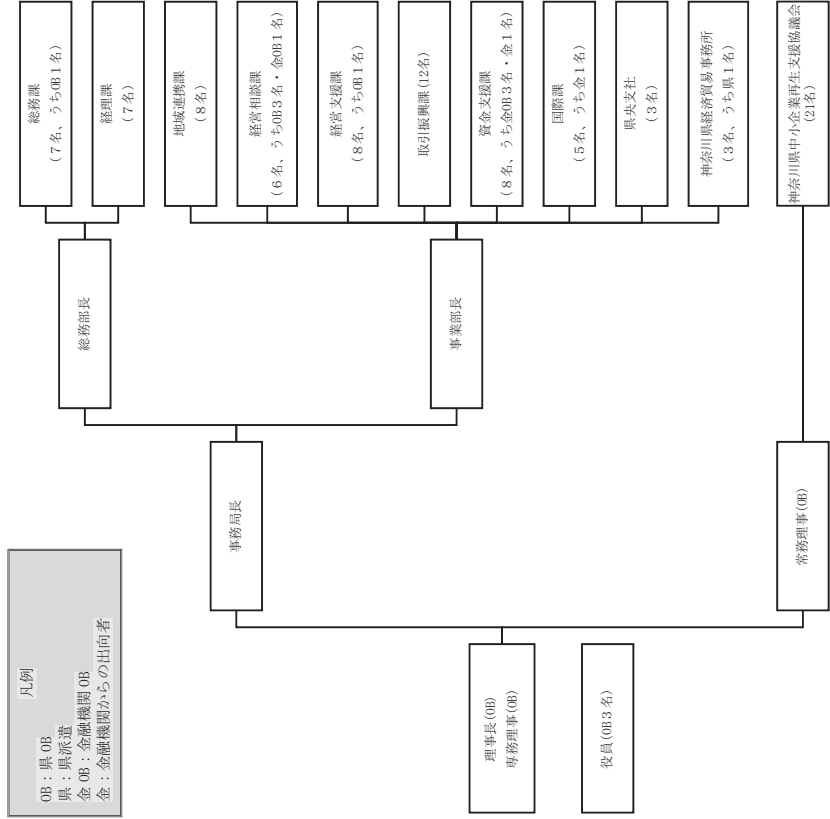 凡例
OB：県 OB
県：県派遣
金 OB：金融機関 OB
金：金融機関からの出向者
理事長(OB)
専務理事(OB)
役員(OB３名)
事務局長
常務理事(OB)
総務部長
事業部長
総務課
(７名、うちOB１名)
経理課
(７名)
地域連携課
(８名)
経営相談課
(６名、うちOB３名・金OB１名)
経営支援課
(８名、うちOB１名)
取引振興課(12名)
資金支援課
(８名、うち金OB３名・金１名)
国際課
(５名、うち金１名)
県央支社
(３名)
神奈川県経済貿易事務所
(３名、うち県１名)
神奈川県中小企業再生支援協議会
(21名)